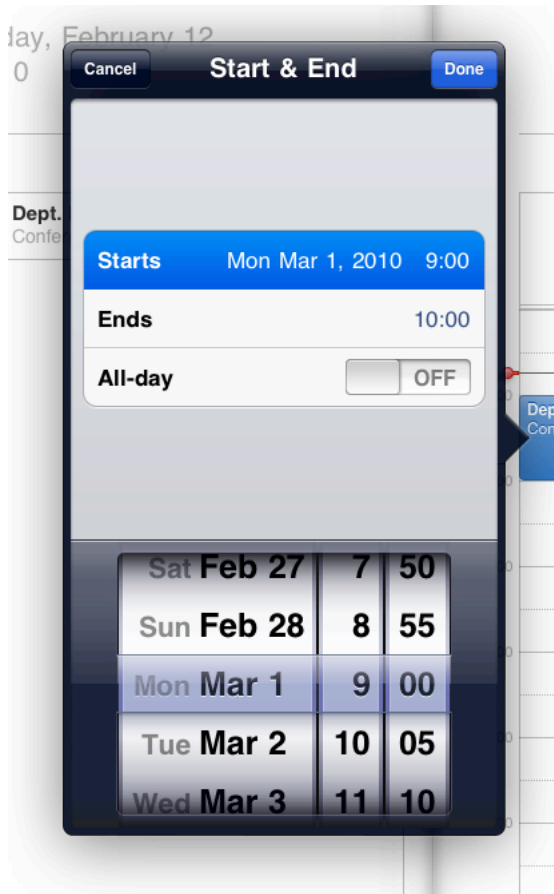 day, February 12
0
Cancel Start & End Done
Dept.
Confe
Starts Mon Mar 1, 2010 9:00
Ends 10:00
All-day OFF
Dep
Con
Sat Feb 27 7 50
Sun Feb 28 8 55
Mon Mar 1 9 00
Tue Mar 2 10 05
Wed Mar 3 11 10